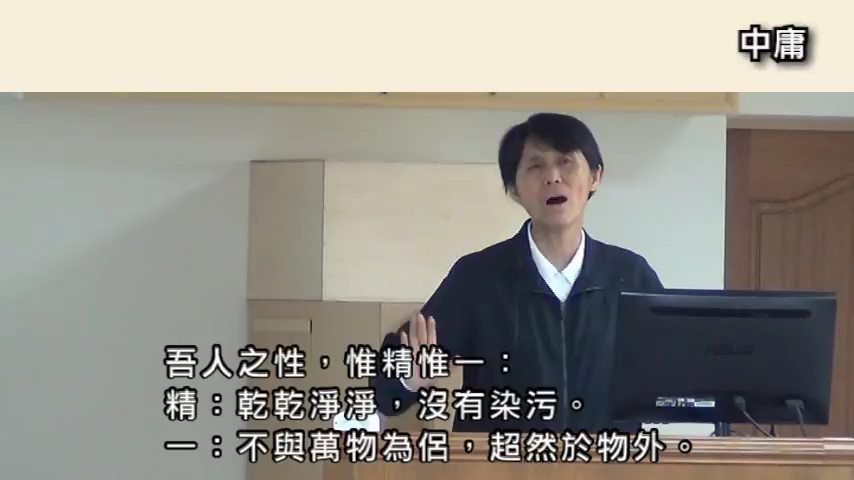 中庸
吾人之性，惟精惟一：
精：乾乾淨淨，沒有染污。
一：不與萬物為侶，超然於物外。
ASUS